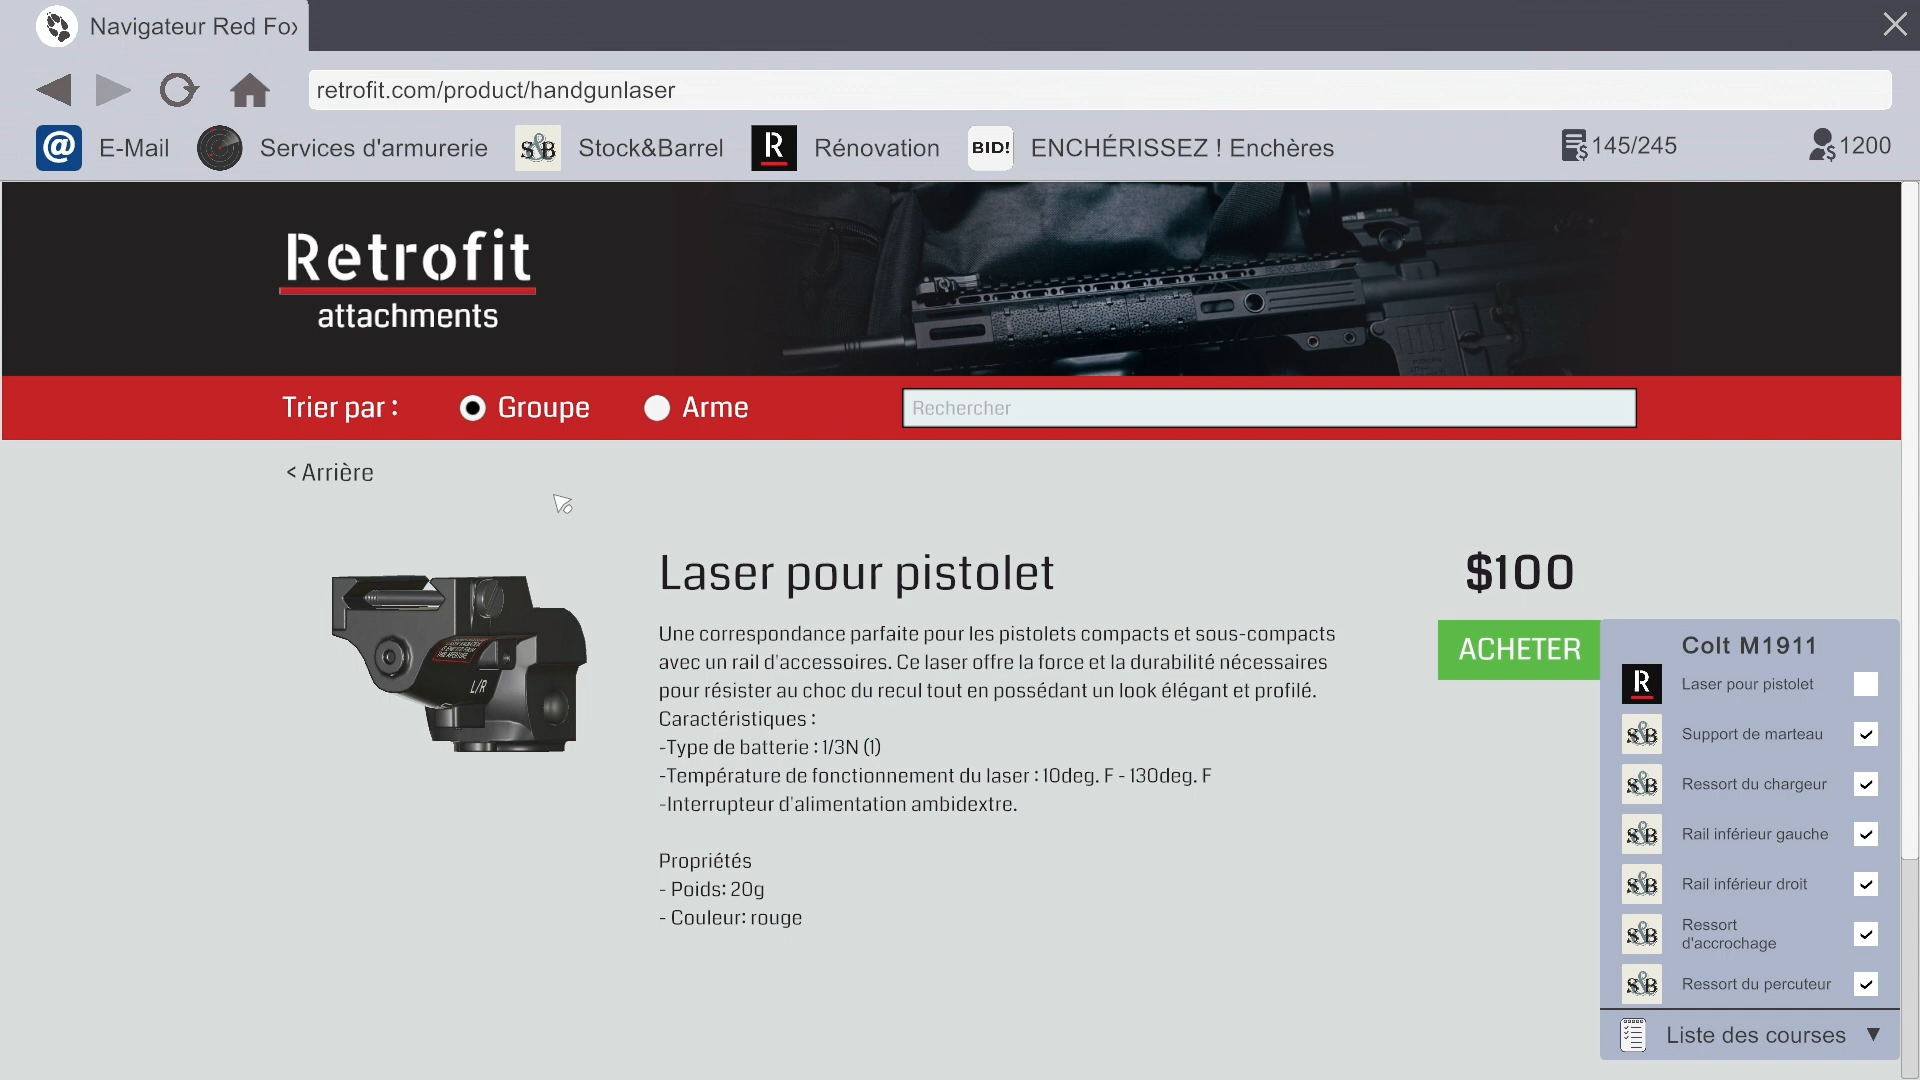 Navigateur Red Fox
retrofit.com/product/handgunlaser
@ E-Mail
Services d'armurerie
S&B Stock&Barrel
R Rénovation
BID! ENCHÉRISSEZ ! Enchères
145/245
1200
Retrofit
attachments
Trier par :
Groupe
Arme
Rechercher
< Arrière
L/R
Laser pour pistolet
$100
Une correspondance parfaite pour les pistolets compacts et sous-compacts
avec un rail d'accessoires. Ce laser offre la force et la durabilité nécessaires
pour résister au choc du recul tout en possédant un look élégant et profilé.
Caractéristiques :
-Type de batterie : 1/3N (1)
-Température de fonctionnement du laser : 10deg. F - 130deg. F
-Interrupteur d'alimentation ambidextre.
Propriétés
- Poids: 20g
- Couleur: rouge
ACHETER
Colt M1911
R Laser pour pistolet
S&B Support de marteau
S&B Ressort du chargeur
S&B Rail inférieur gauche
S&B Rail inférieur droit
S&B Ressort
d'accrochage
S&B Ressort du percuteur
Liste des courses